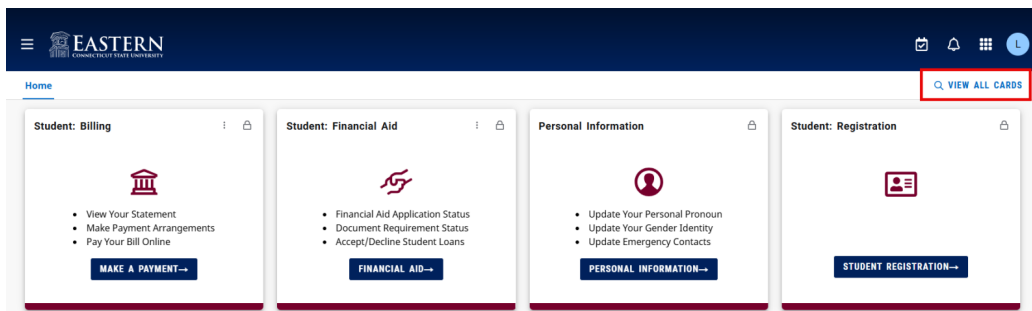 EASTERN
CONNECTICUT STATE UNIVERSITY
L
Home
VIEW ALL CARDS
Student: Billing
View Your Statement
Make Payment Arrangements
Pay Your Bill Online
MAKE A PAYMENT→
Student: Financial Aid
Financial Aid Application Status
Document Requirement Status
Accept/Decline Student Loans
FINANCIAL AID→
Personal Information
Update Your Personal Pronoun
Update Your Gender Identity
Update Emergency Contacts
PERSONAL INFORMATION→
Student: Registration
STUDENT REGISTRATION→